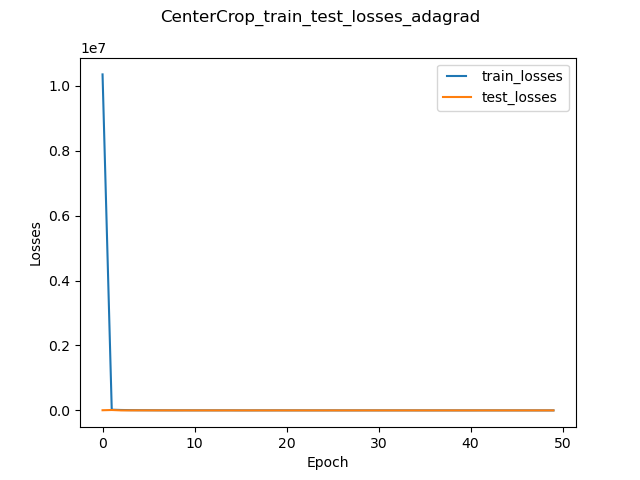 CenterCrop_train_test_losses_adagrad
1e7
train_losses
test_losses
1.0
0.8
0.6
0.4
0.2
0.0
Losses
0 10 20 30 40 50
Epoch